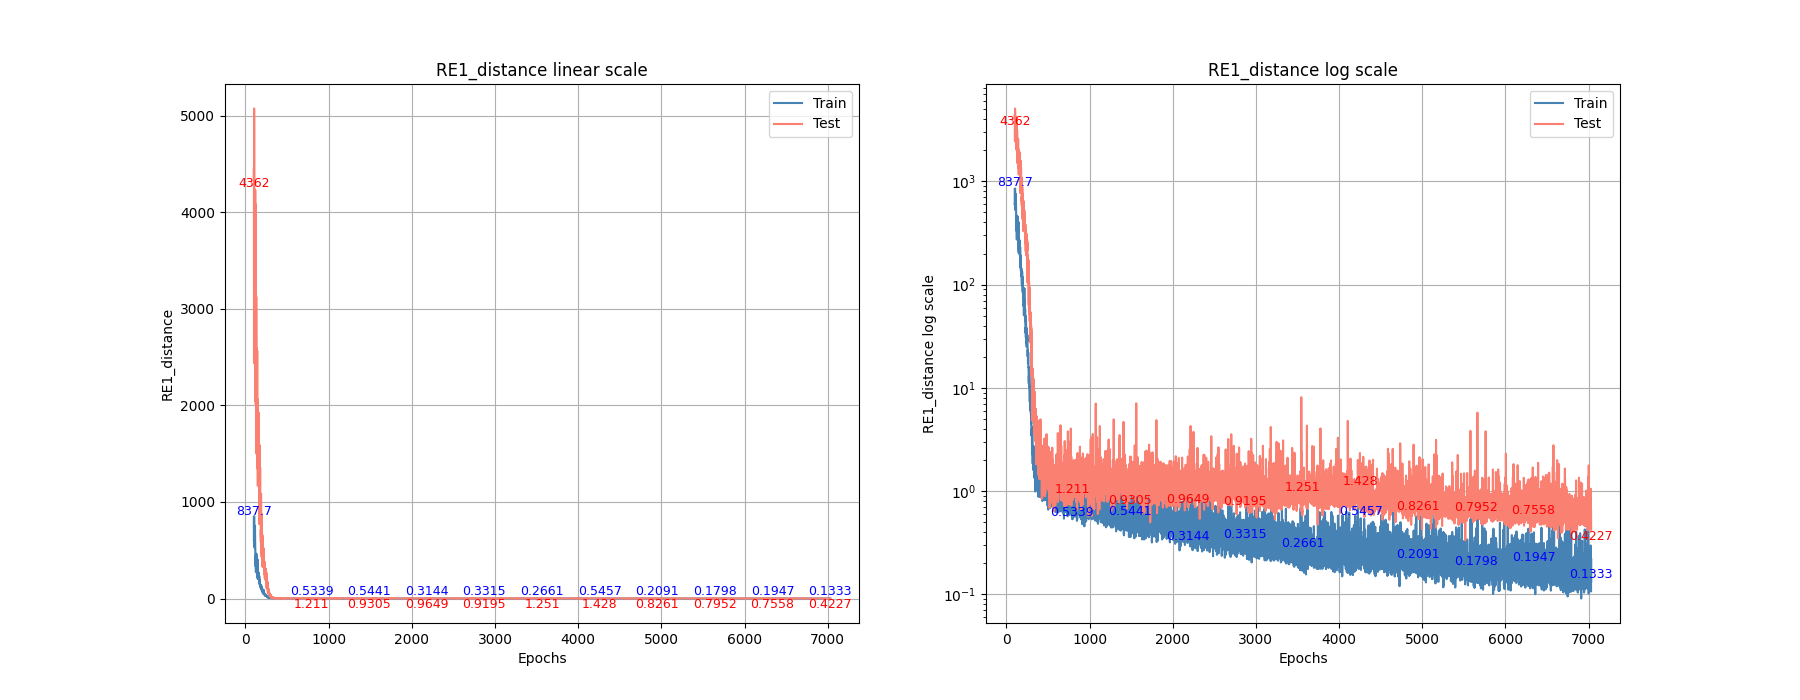 RE1_distance linear scale
RE1_distance
5000
4000
3000
2000
1000
0
Train
Test
4362
837.7
0.5339 0.5441 0.3144 0.3315 0.2661 0.5457 0.2091 0.1798 0.1947 0.1333
1.211 0.9305 0.9649 0.9195 1.251 1.428 0.8261 0.7952 0.7558 0.4227
0 1000 2000 3000 4000 5000 6000 7000
Epochs
RE1_distance log scale
RE1_distance log scale
10³
10²
10¹
10⁰
10⁻¹
Train
Test
4362
837.7
1.211 0.9305 0.9649 0.9195 1.251 1.428 0.8261 0.7952 0.7558 0.4227
0.5339 0.5441 0.3144 0.3315 0.2661 0.5457 0.2091 0.1798 0.1947 0.1333
0 1000 2000 3000 4000 5000 6000 7000
Epochs